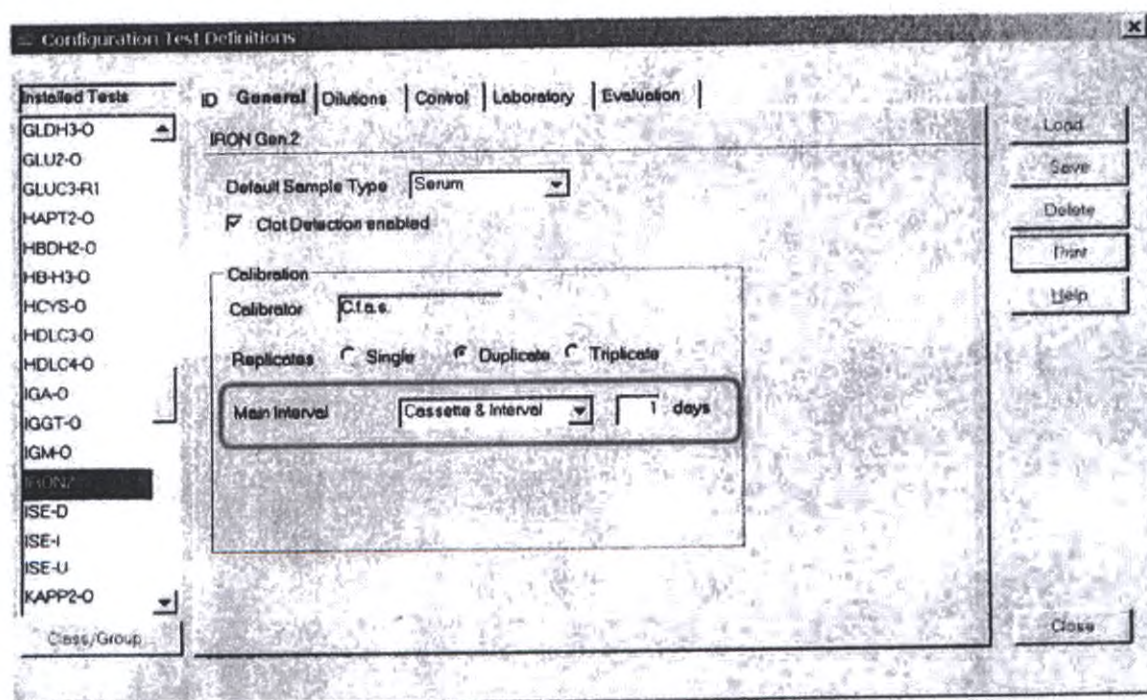 Configuration Test Definitions
Installed Tests
GLDH3-O
GLU2-O
GLUC3-R1
HAPT2-O
HBDH2-O
HB-H3-O
HCYS-O
HDLC3-O
HDLC4-O
IGA-O
IGGT-O
IGM-O
IRON2
ISE-D
ISE-I
ISE-U
KAPP2-O
Class/Group
ID General Dilutions Control Laboratory Evaluation
IRON Gen.2
Default Sample Type Serum
Clot Detection enabled
Calibration
Calibrator C.f.a.s.
Replicates Single Duplicate Triplicate
Main Interval Cassette & Interval 1 days
Load
Save
Delete
Print
Help
Close